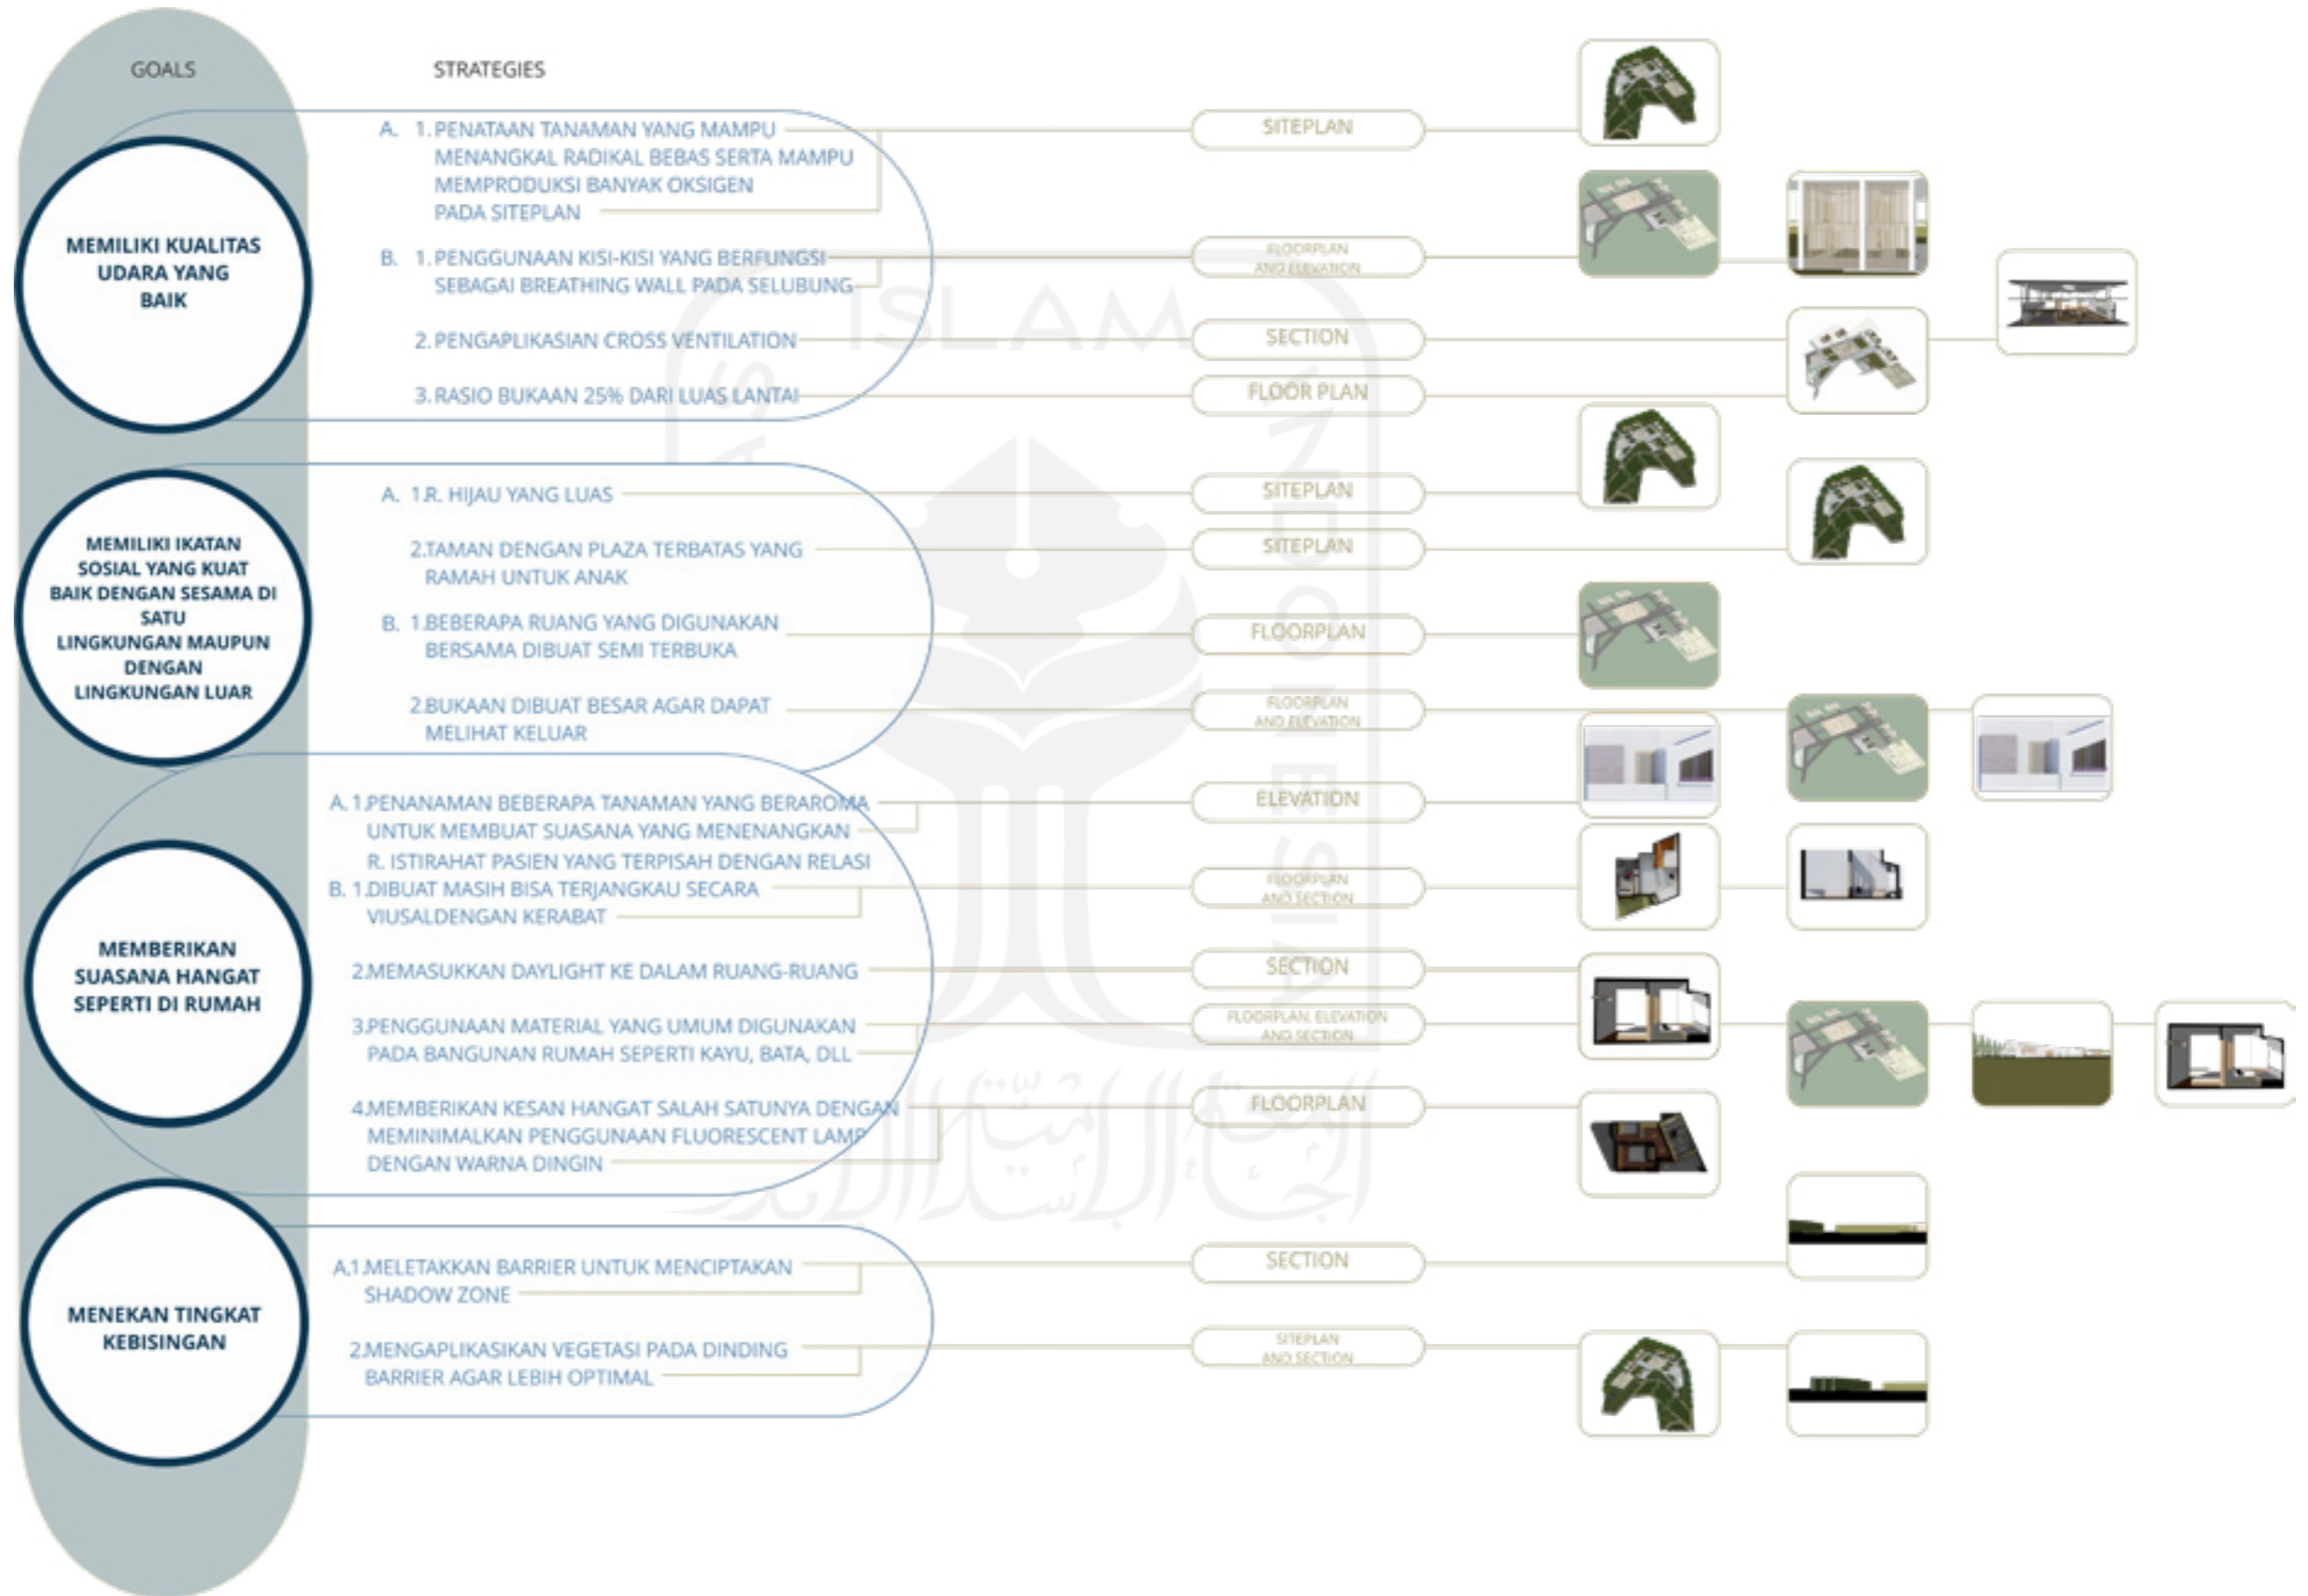 GOALS
STRATEGIES
MEMILIKI KUALITAS
UDARA YANG
BAIK
A. 1. PENATAAN TANAMAN YANG MAMPU
MENANGKAL RADIKAL BEBAS SERTA MAMPU
MEMPRODUKSI BANYAK OKSIGEN
PADA SITEPLAN
SITEPLAN
B. 1. PENGGUNAAN KISI-KISI YANG BERFUNGSI
SEBAGAI BREATHING WALL PADA SELUBUNG
FLOORPLAN
AND ELEVATION
2. PENGAPLIKASIAN CROSS VENTILATION
SECTION
3. RASIO BUKAAN 25% DARI LUAS LANTAI
FLOOR PLAN
MEMILIKI IKATAN
SOSIAL YANG KUAT
BAIK DENGAN SESAMA DI
SATU
LINGKUNGAN MAUPUN
DENGAN
LINGKUNGAN LUAR
A. 1.R. HIJAU YANG LUAS
SITEPLAN
2.TAMAN DENGAN PLAZA TERBATAS YANG
RAMAH UNTUK ANAK
SITEPLAN
B. 1.BEBERAPA RUANG YANG DIGUNAKAN
BERSAMA DIBUAT SEMI TERBUKA
FLOORPLAN
2.BUKAAN DIBUAT BESAR AGAR DAPAT
MELIHAT KELUAR
FLOORPLAN
AND ELEVATION
MEMBERIKAN
SUASANA HANGAT
SEPERTI DI RUMAH
A. 1.PENANAMAN BEBERAPA TANAMAN YANG BERAROMA
UNTUK MEMBUAT SUASANA YANG MENENANGKAN
ELEVATION
R. ISTIRAHAT PASIEN YANG TERPISAH DENGAN RELASI
B. 1.DIBUAT MASIH BISA TERJANGKAU SECARA
VIUSALDENGAN KERABAT
FLOORPLAN
AND SECTION
2.MEMASUKKAN DAYLIGHT KE DALAM RUANG-RUANG
SECTION
3.PENGGUNAAN MATERIAL YANG UMUM DIGUNAKAN
PADA BANGUNAN RUMAH SEPERTI KAYU, BATA, DLL
FLOORPLAN, ELEVATION
AND SECTION
4.MEMBERIKAN KESAN HANGAT SALAH SATUNYA DENGAN
MEMINIMALKAN PENGGUNAAN FLUORESCENT LAMP
DENGAN WARNA DINGIN
FLOORPLAN
MENEKAN TINGKAT
KEBISINGAN
A.1.MELETAKKAN BARRIER UNTUK MENCIPTAKAN
SHADOW ZONE
SECTION
2.MENGAPLIKASIKAN VEGETASI PADA DINDING
BARRIER AGAR LEBIH OPTIMAL
SITEPLAN
AND SECTION
ISLAM
INDONESIA